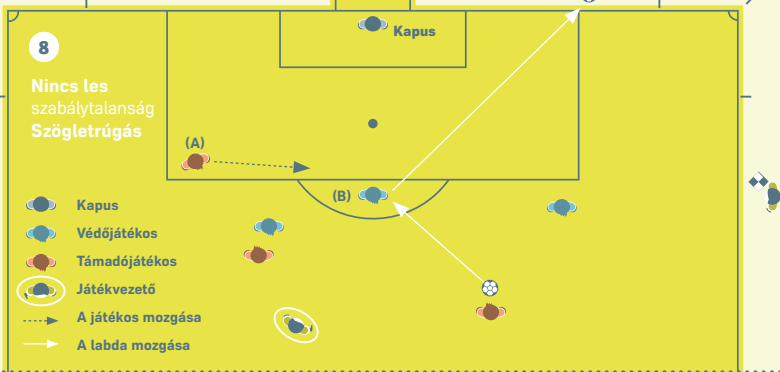 Kapus
8
Nincs les
szabálytalanság
Szögletrúgás
(A)
(B)
Kapus
Védőjátékos
Támadójátékos
Játékvezető
A játékos mozgása
A labda mozgása